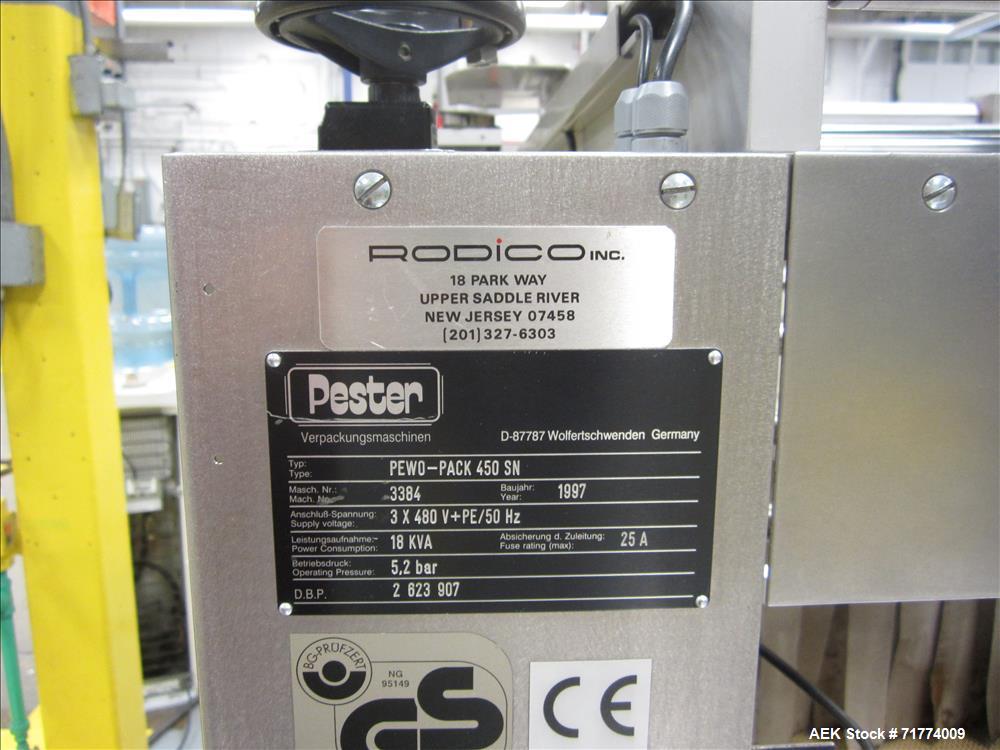 RODICO INC.
18 PARK WAY
UPPER SADDLE RIVER
NEW JERSEY 07458
(201) 327-6303
Pester
Verpackungsmaschinen D-87787 Wolfertschwenden Germany
Typ: PEWO-PACK 450 SN
Type:
Masch. Nr.: 3384 Baujahr: 1997
Mach. No. Year:
Anschluß-Spannung: 3 X 480 V+PE/50 Hz
Supply voltage:
Leistungsaufnahme:- 18 KVA Absicherung d. Zuleitung: 25 A
Power Consumption: Fuse rating (max):
Betriebsdruck: 5,2 bar
Operating Pressure:
D.B.P. 2 623 907
BG-PRÜFZERT
NG
95149
GS
CE
AEK Stock #71774009